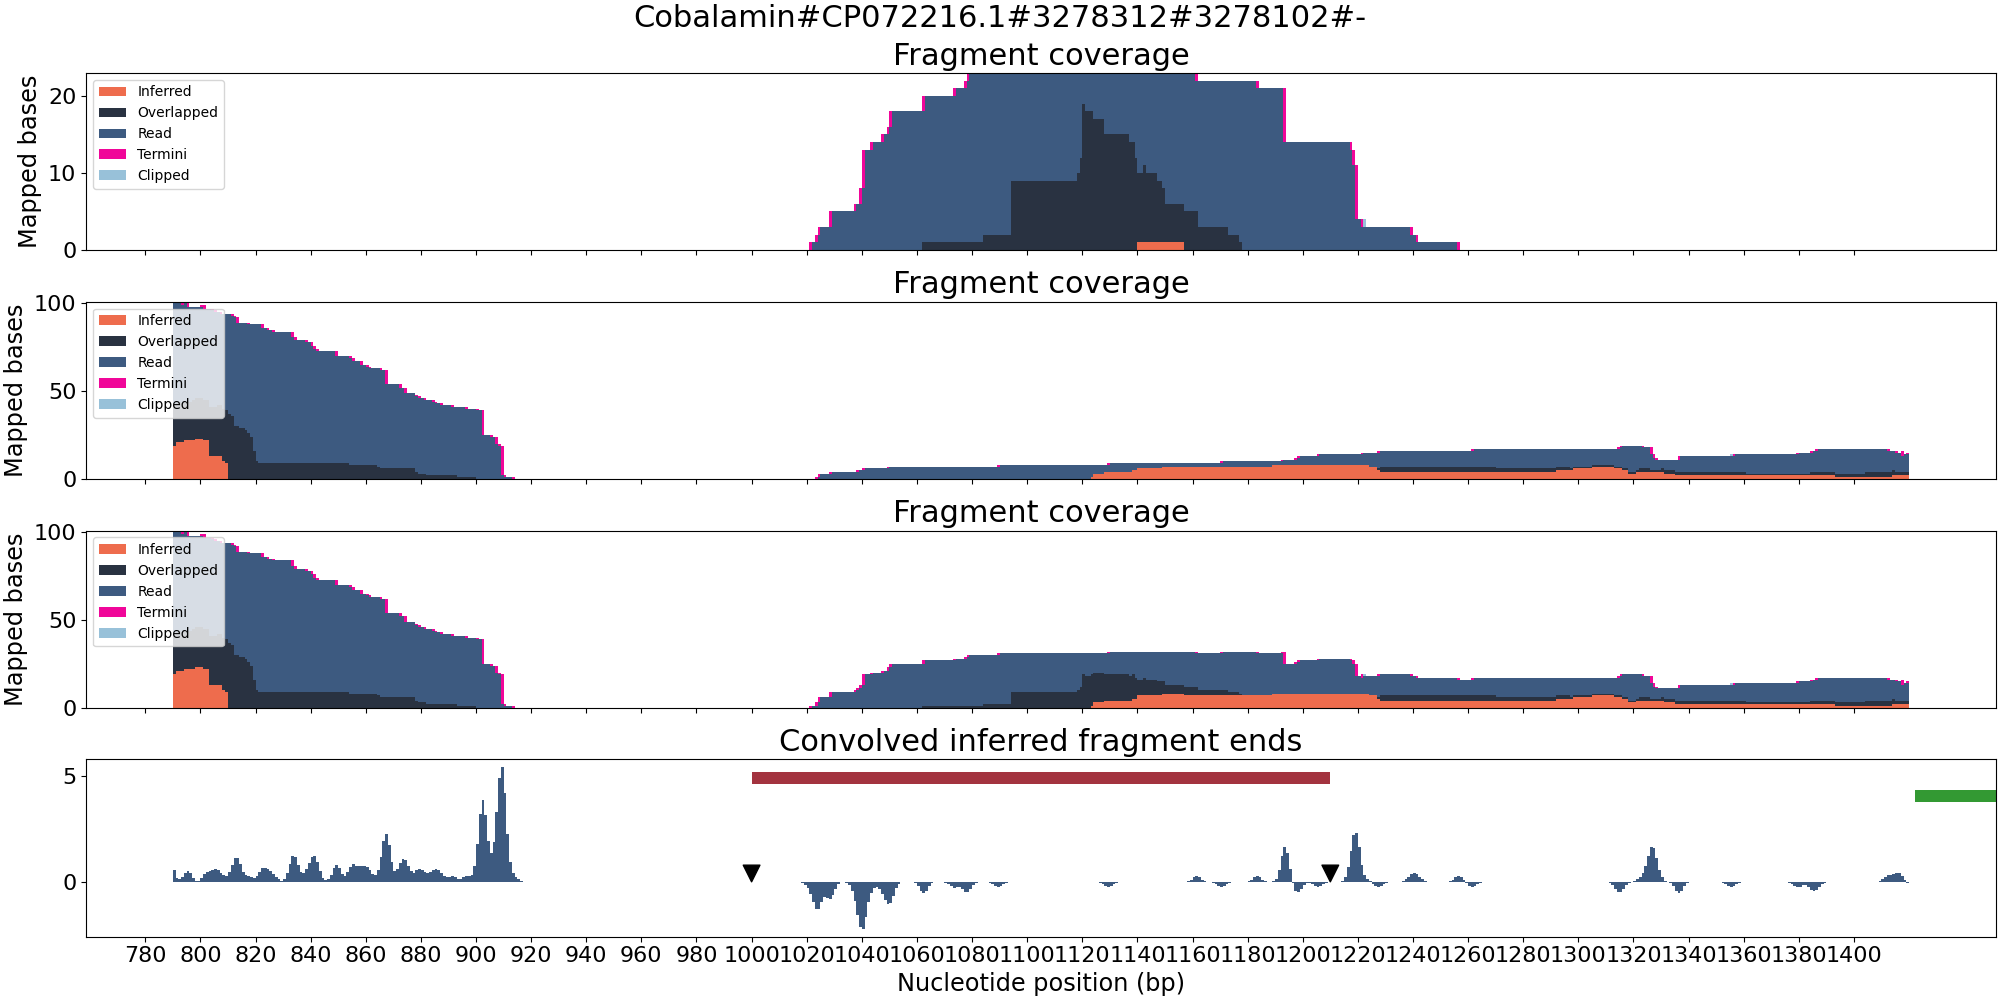 Cobalamin#CP072216.1#3278312#3278102#-
Fragment coverage
Mapped bases
20
10
0
Inferred
Overlapped
Read
Termini
Clipped
Fragment coverage
Mapped bases
100
50
0
Inferred
Overlapped
Read
Termini
Clipped
Fragment coverage
Mapped bases
100
50
0
Inferred
Overlapped
Read
Termini
Clipped
Convolved inferred fragment ends
5
0
780 800 820 840 860 880 900 920 940 960 980 1000 1020 1040 1060 1080 1100 1120 1140 1160 1180 1200 1220 1240 1260 1280 1300 1320 1340 1360 1380 1400
Nucleotide position (bp)